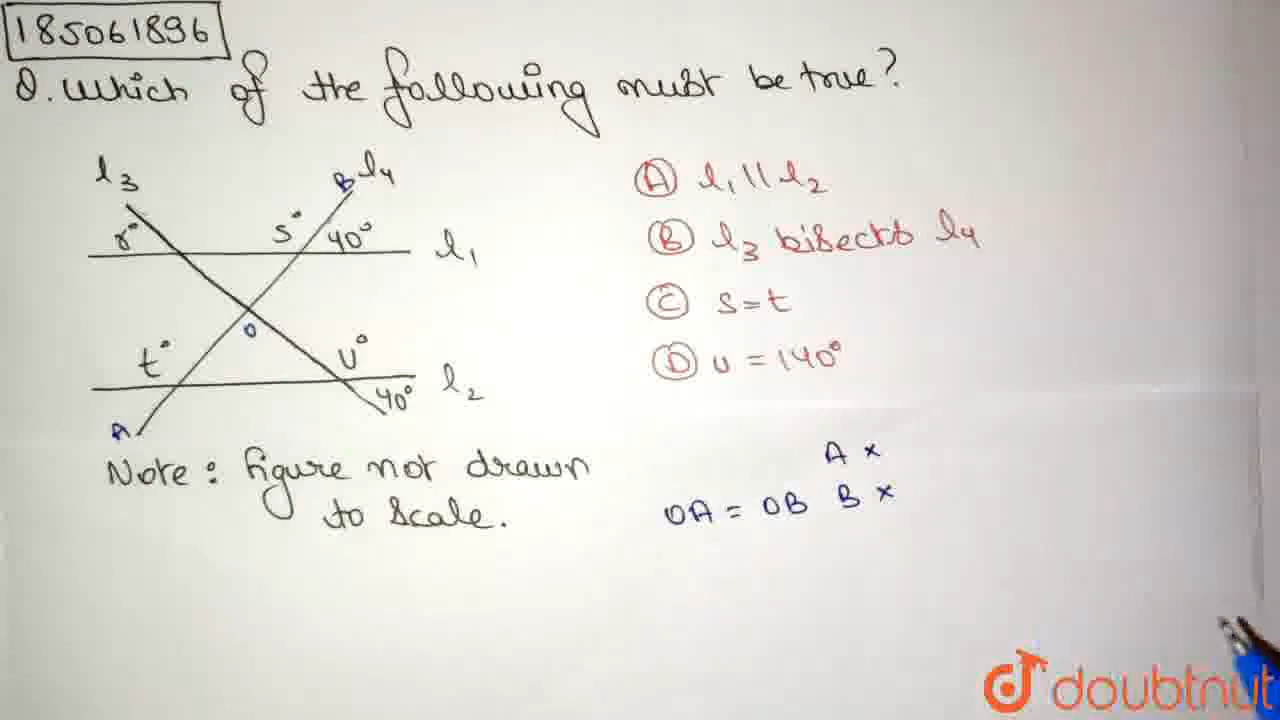 185061896
Q. Which of the following must be true?
l3
B l4
r°
s°
40°
l1
O
t°
U°
l2
40°
A
Note: figure not drawn
to scale.
(A) l1 || l2
(B) l3 bisects l4
(C) s=t
(D) u = 140°
A ×
OA = OB B ×
doubtnut